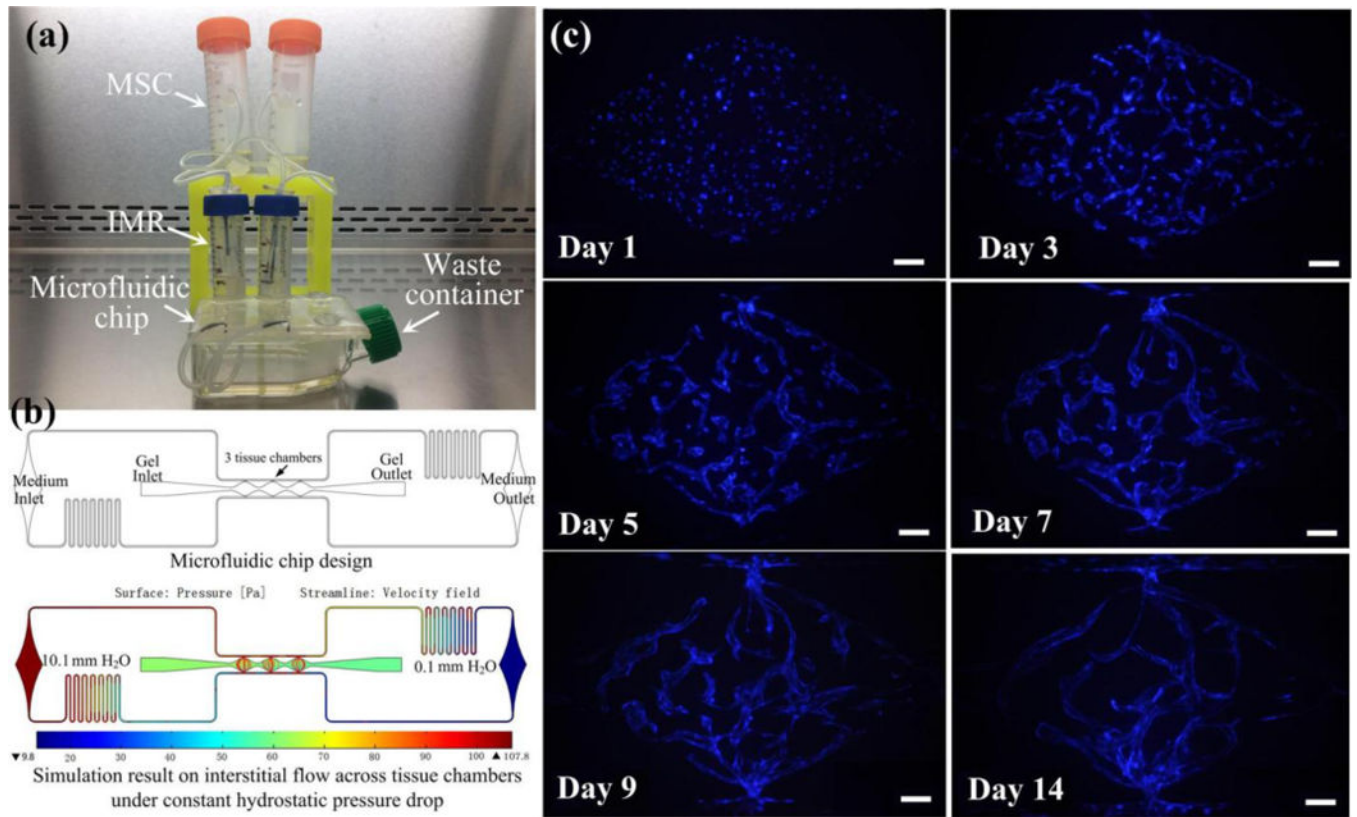 (a)
MSC
IMR
Microfluidic
chip
Waste
container
(b)
3 tissue chambers
Gel
Inlet
Gel
Outlet
Medium
Inlet
Medium
Outlet
Microfluidic chip design
Surface: Pressure [Pa] Streamline: Velocity field
10.1 mm H₂O
0.1 mm H₂O
▼9.8 20 30 40 50 60 70 80 90 100 ▲107.8
Simulation result on interstitial flow across tissue chambers
under constant hydrostatic pressure drop
(c)
Day 1
Day 3
Day 5
Day 7
Day 9
Day 14